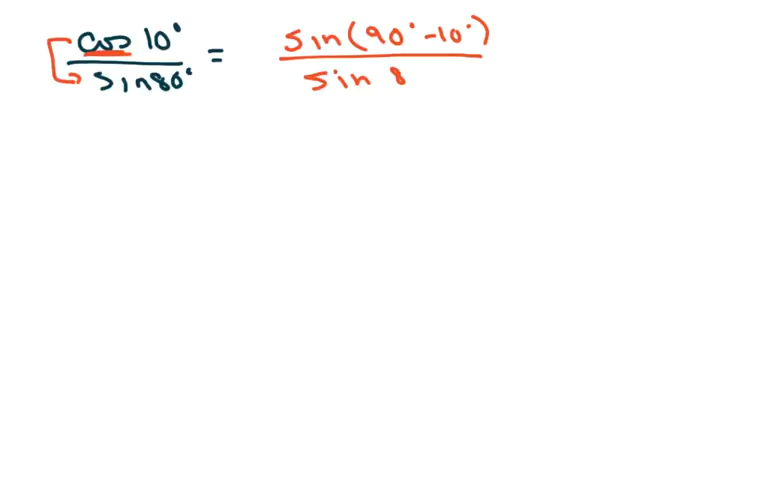 cos 10° / sin 80° = sin(90° - 10°) / sin 8